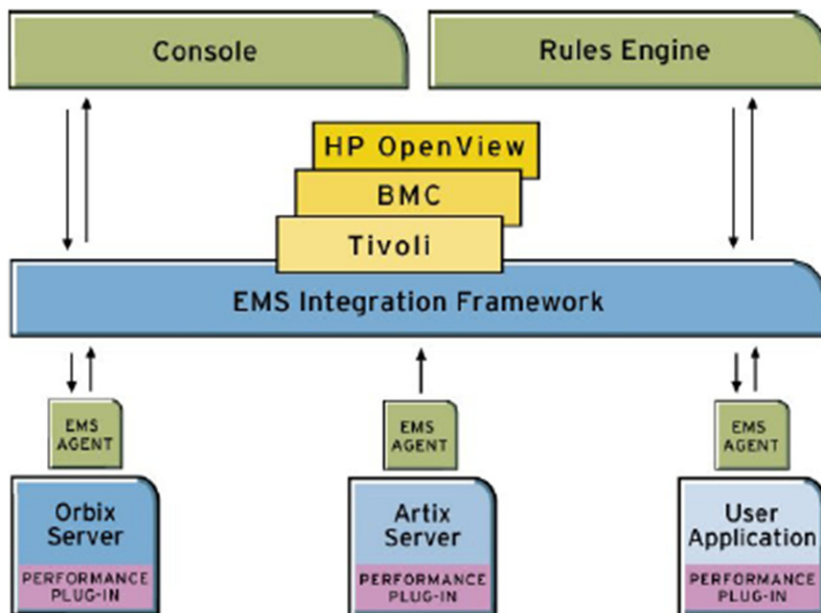 Console
Rules Engine
HP OpenView
BMC
Tivoli
EMS Integration Framework
EMS
AGENT
EMS
AGENT
EMS
AGENT
Orbix
Server
PERFORMANCE
PLUG-IN
Artix
Server
PERFORMANCE
PLUG-IN
User
Application
PERFORMANCE
PLUG-IN